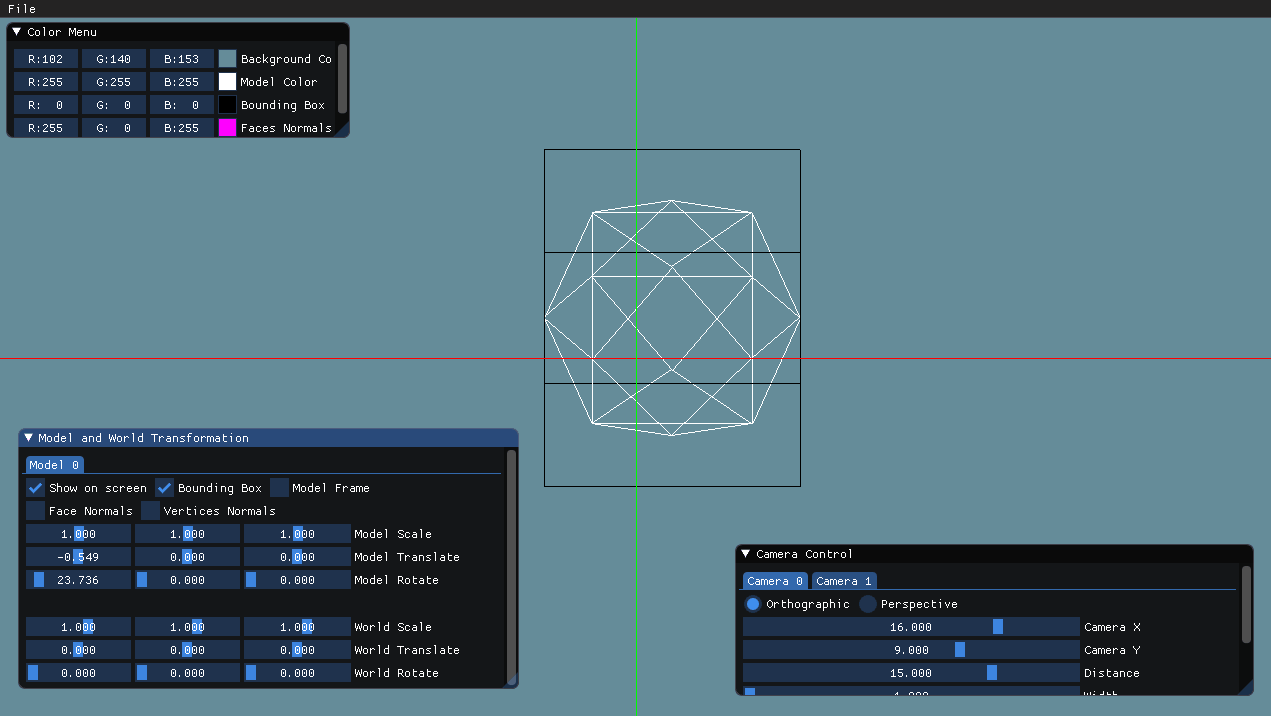 File
Color Menu
R:102 G:140 B:153 Background Co
R:255 G:255 B:255 Model Color
R: 0 G: 0 B: 0 Bounding Box
R:255 G: 0 B:255 Faces Normals
Model and World Transformation
Model 0
Show on screen Bounding Box Model Frame
Face Normals Vertices Normals
1.000 1.000 1.000 Model Scale
-0.549 0.000 0.000 Model Translate
23.736 0.000 0.000 Model Rotate
1.000 1.000 1.000 World Scale
0.000 0.000 0.000 World Translate
0.000 0.000 0.000 World Rotate
Camera Control
Camera 0 Camera 1
Orthographic Perspective
16.000 Camera X
9.000 Camera Y
15.000 Distance
1.000 Width